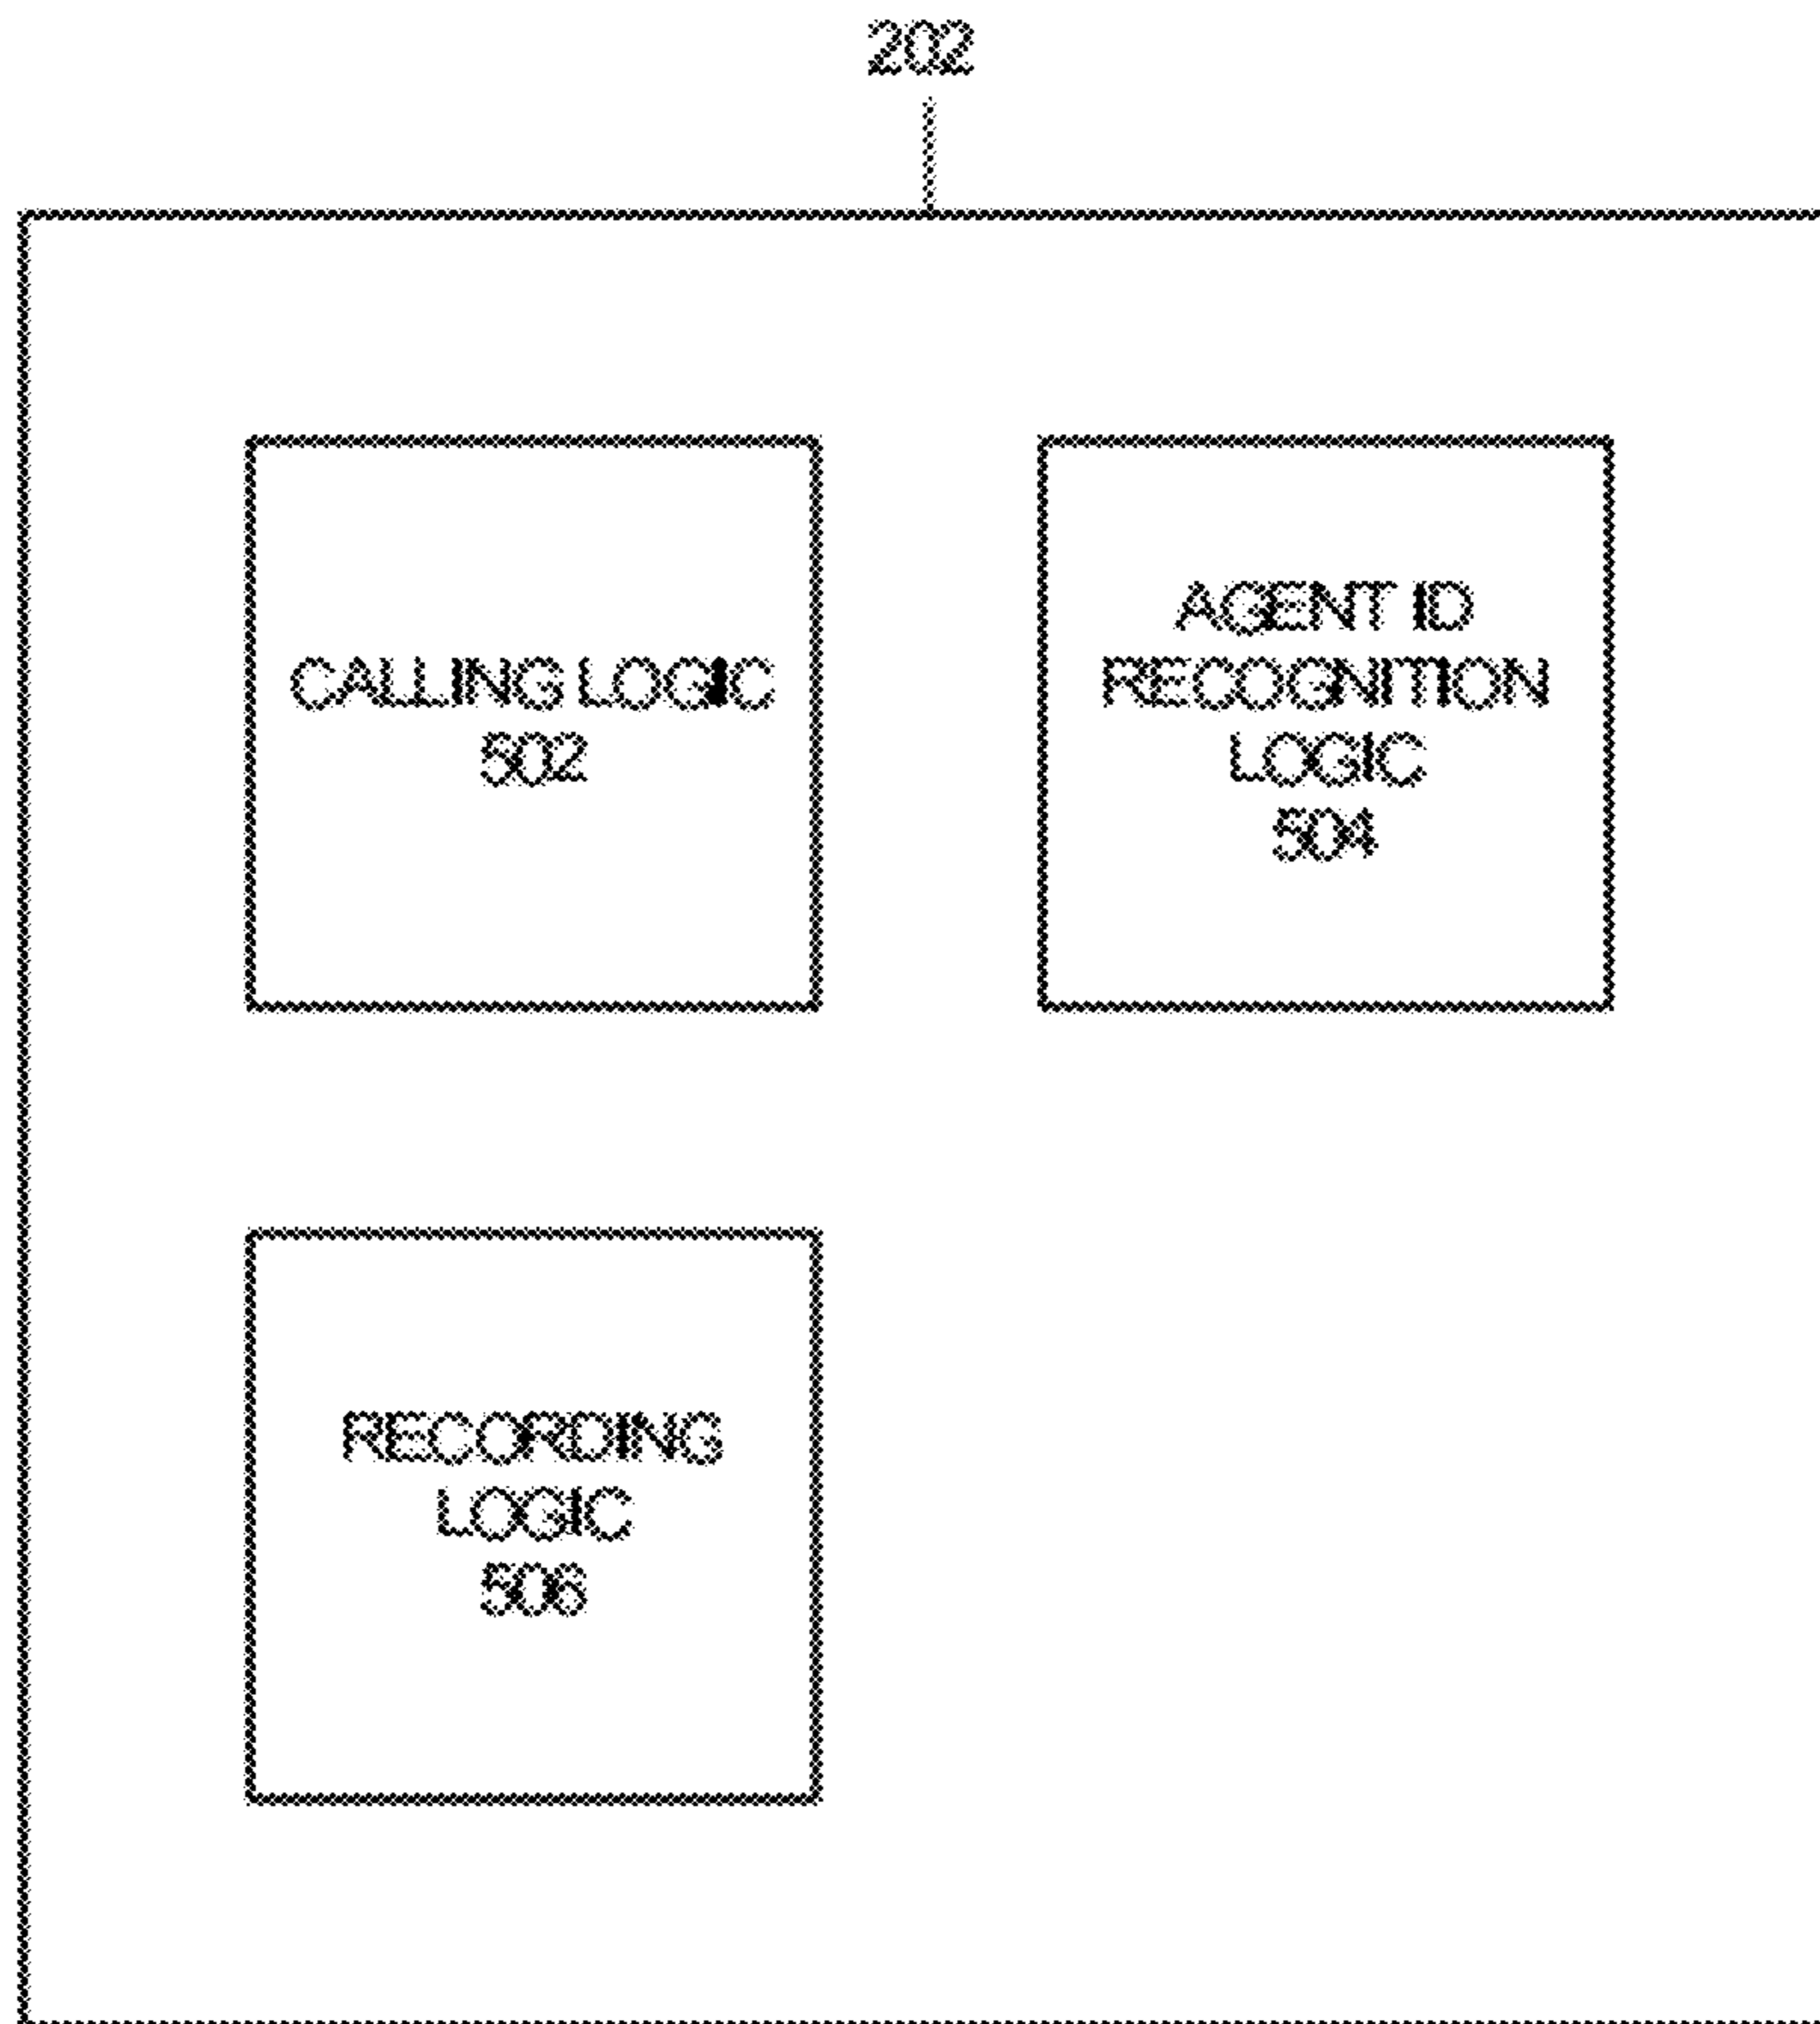 202
CALLING LOGIC
502
AGENT ID
RECOGNITION
LOGIC
504
RECORDING
LOGIC
506